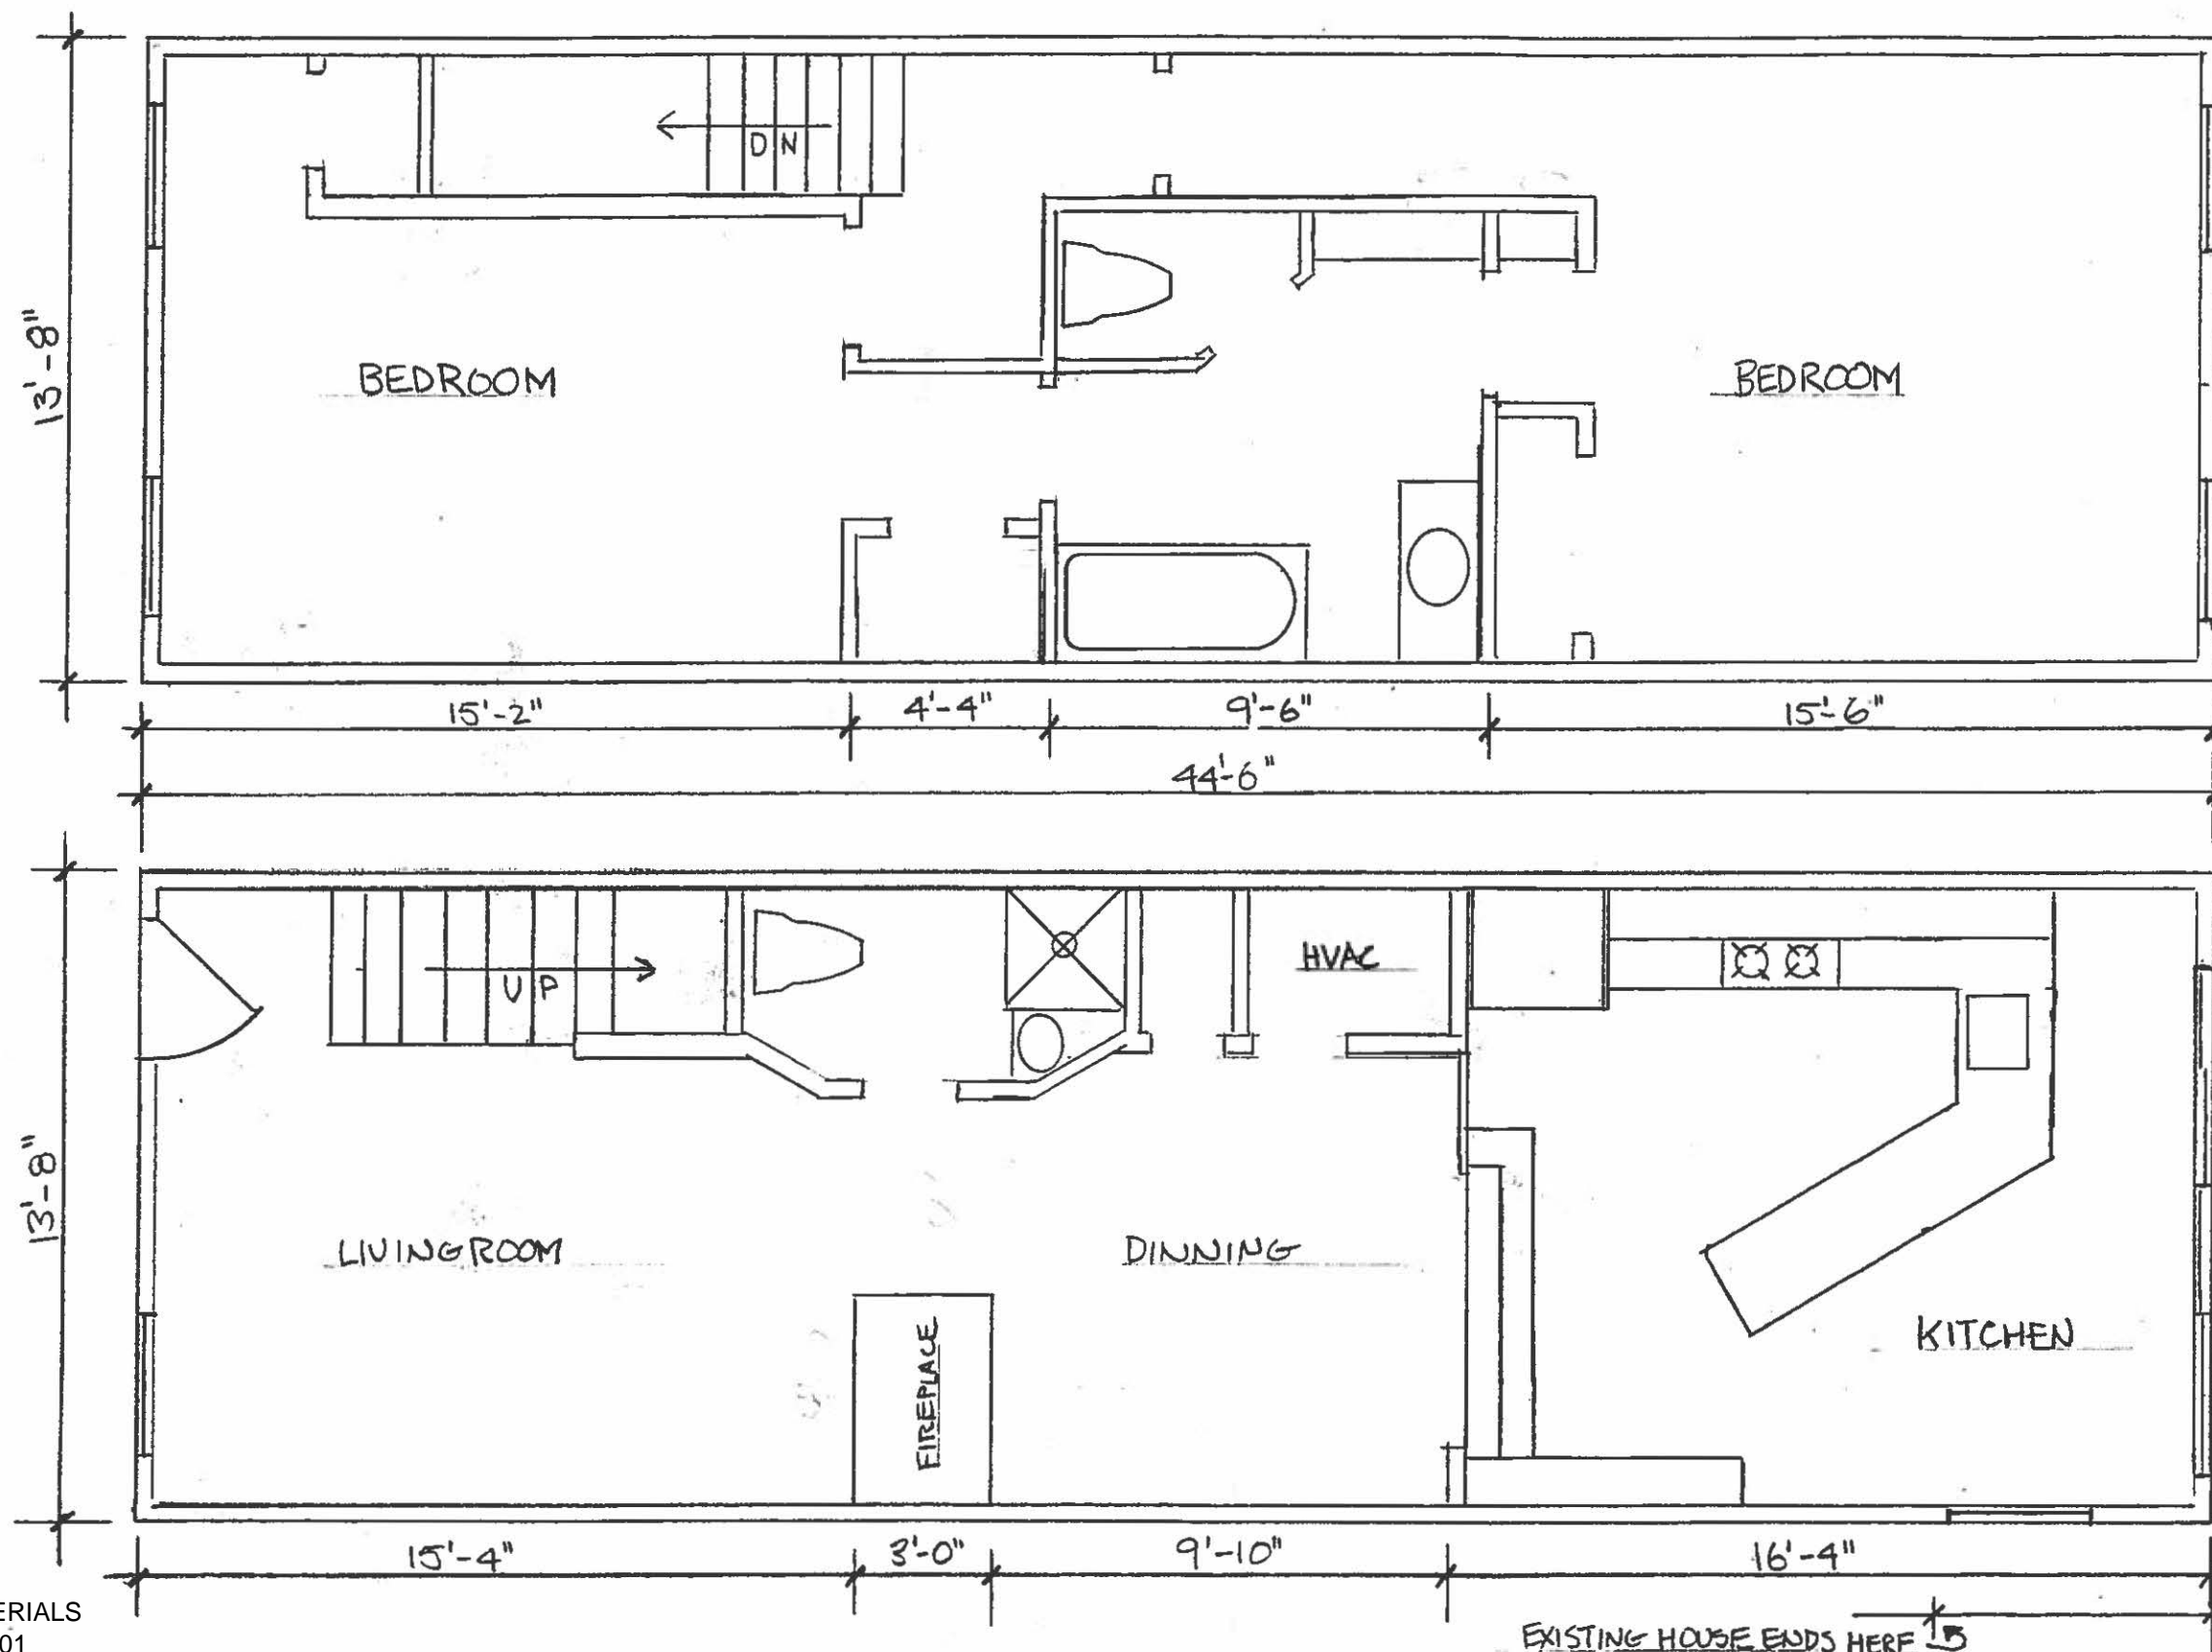 DN
BEDROOM
BEDROOM
13'-8"
15'-2"
4'-4"
9'-6"
15'-6"
44'-6"
HVAC
UP
13'-8"
LIVINGROOM
DINNING
FIREPLACE
KITCHEN
15'-4"
3'-0"
9'-10"
16'-4"
ERIALS
01
EXISTING HOUSE ENDS HERE